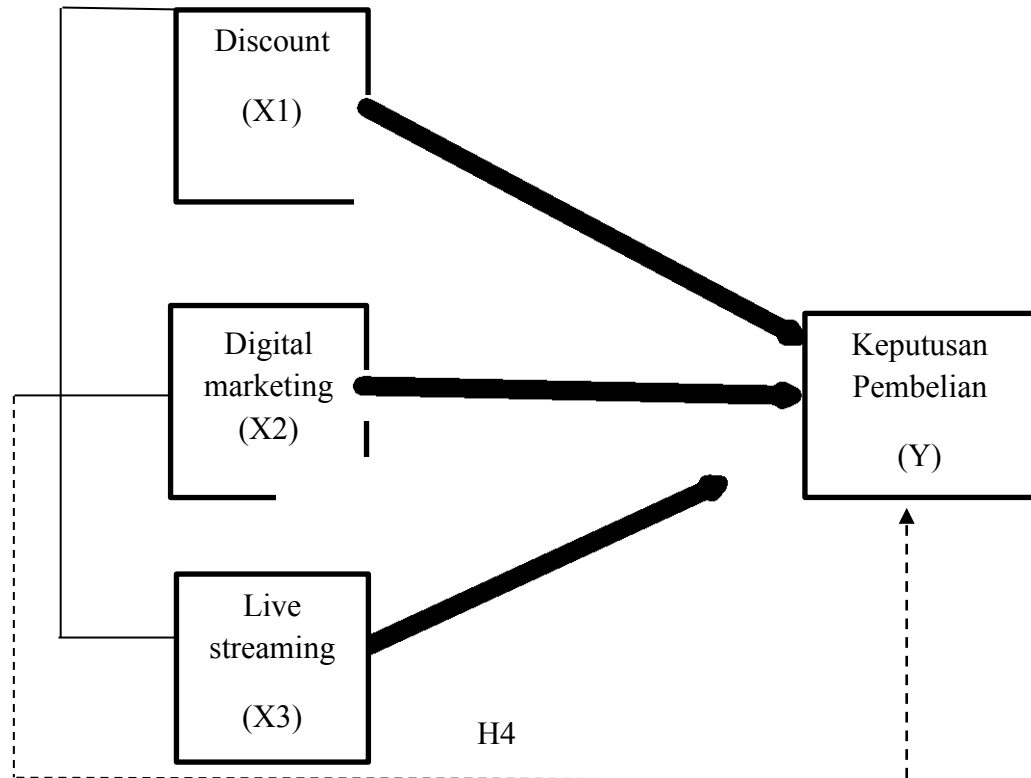 Discount
(X1)
Digital
marketing
(X2)
Live
streaming
(X3)
Keputusan
Pembelian
(Y)
H4